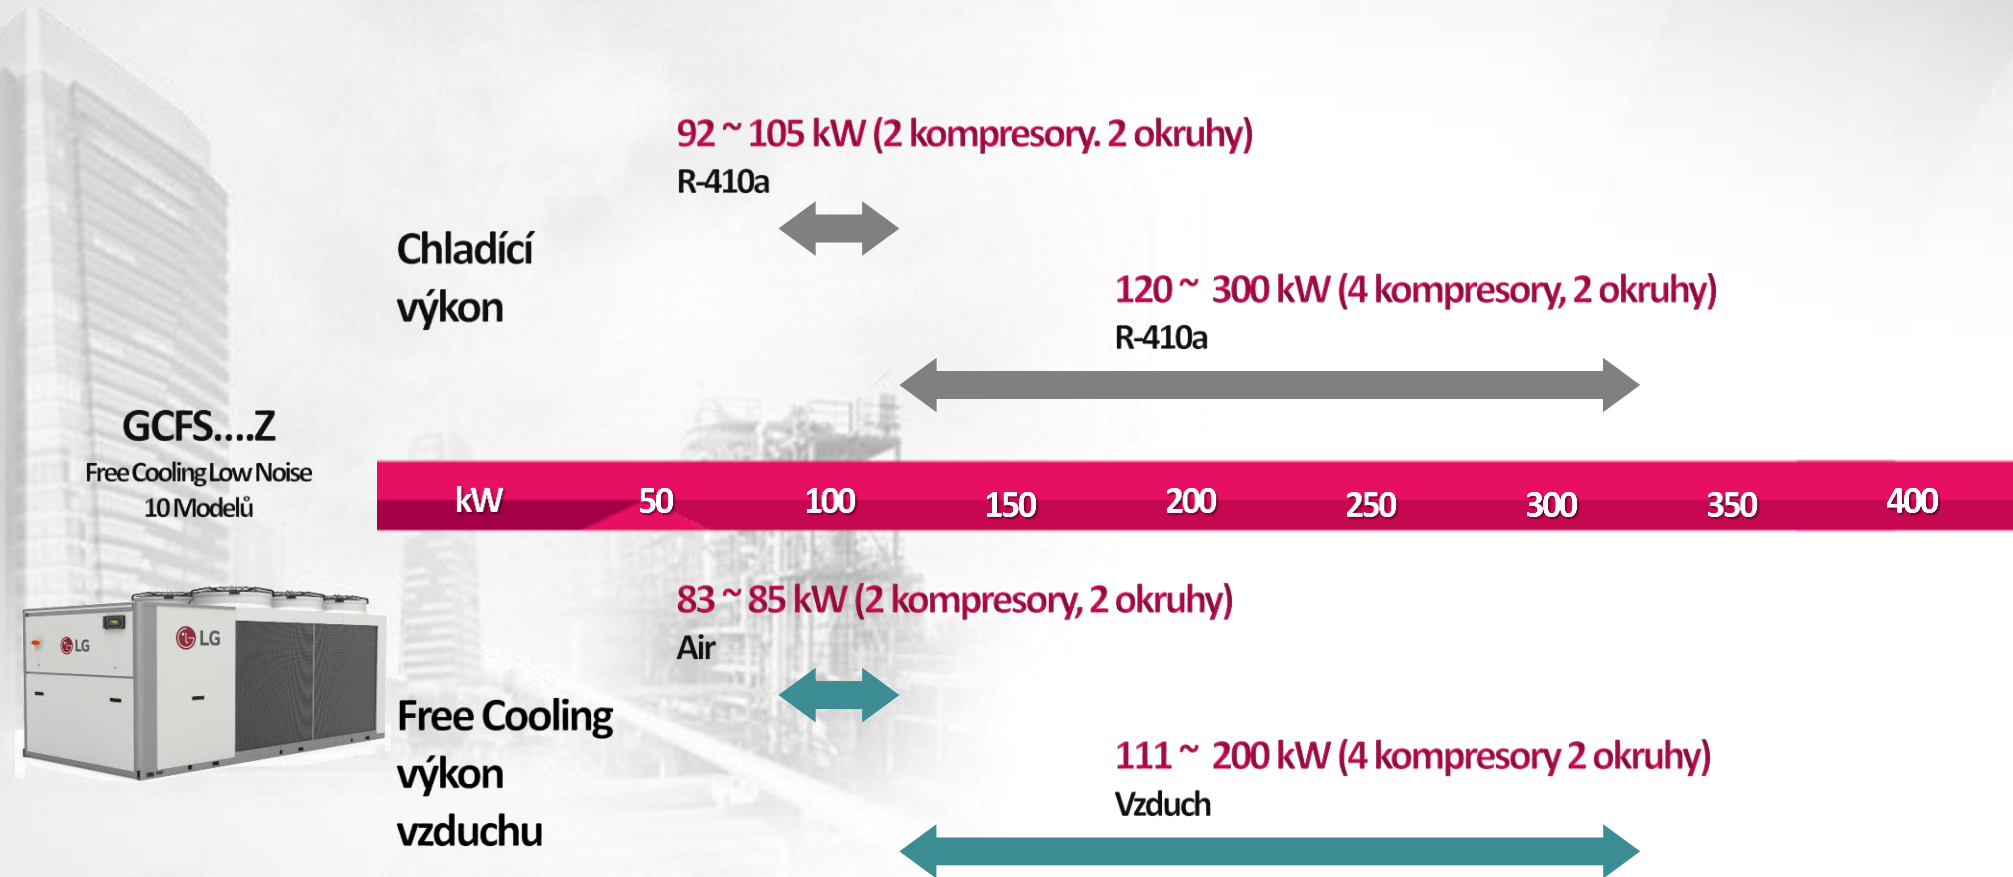 92 ~ 105 kW (2 kompresory. 2 okruhy)
R-410a
Chladící
výkon
120 ~ 300 kW (4 kompresory, 2 okruhy)
R-410a
GCFS....Z
Free Cooling Low Noise
10 Modelů
kW 50 100 150 200 250 300 350 400
83 ~ 85 kW (2 kompresory, 2 okruhy)
Air
LG
LG
Free Cooling
výkon
vzduchu
111 ~ 200 kW (4 kompresory 2 okruhy)
Vzduch